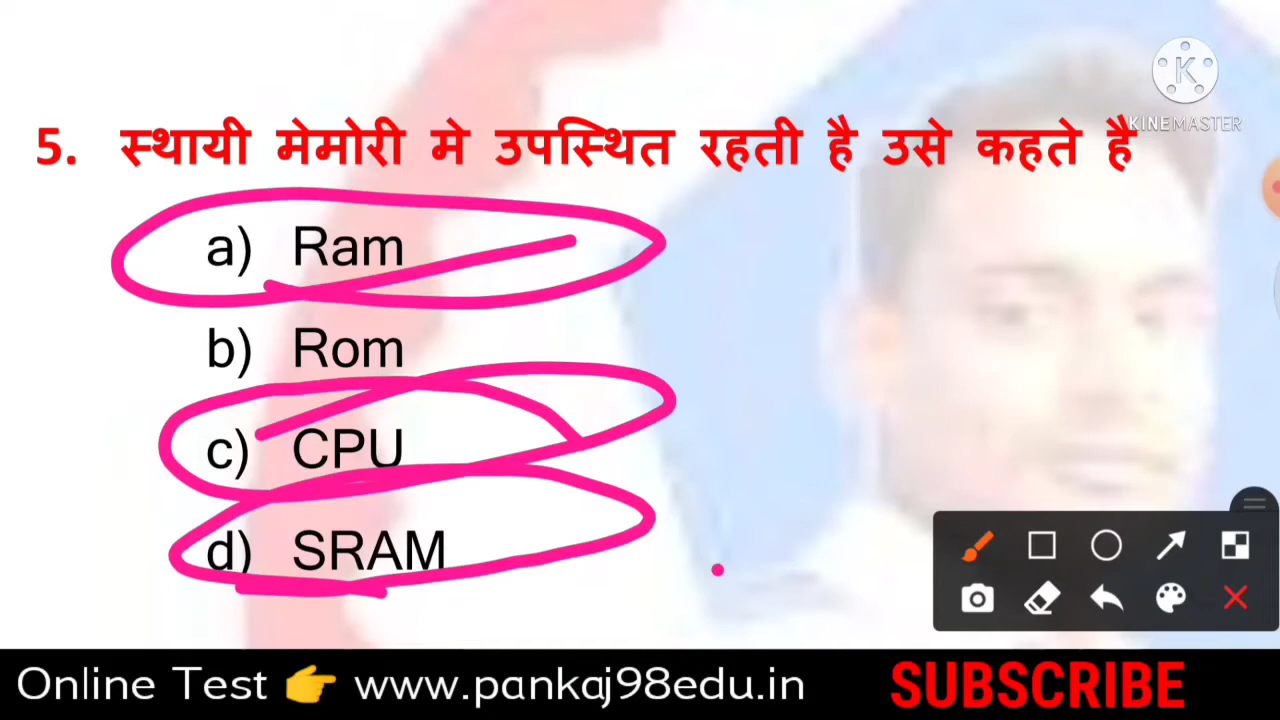 KINEMASTER
5. स्थायी मेमोरी मे उपस्थित रहती है उसे कहते है
a) Ram
b) Rom
c) CPU
d) SRAM
Online Test 👉 www.pankaj98edu.in SUBSCRIBE